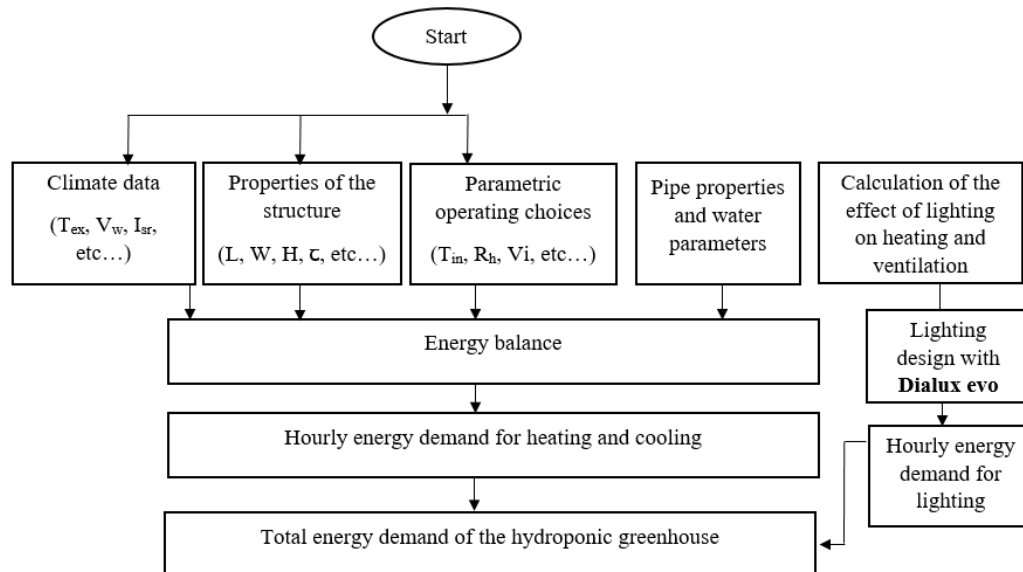 Start
Climate data
(Tₑₓ, V_w, Iₛᵣ,
etc…)
Properties of the
structure
(L, W, H, ꞇ, etc…)
Parametric
operating choices
(Tᵢₙ, Rₕ, Vi, etc…)
Pipe properties
and water
parameters
Calculation of the
effect of lighting
on heating and
ventilation
Energy balance
Lighting
design with
Dialux evo
Hourly energy demand for heating and cooling
Hourly energy
demand for
lighting
Total energy demand of the hydroponic greenhouse